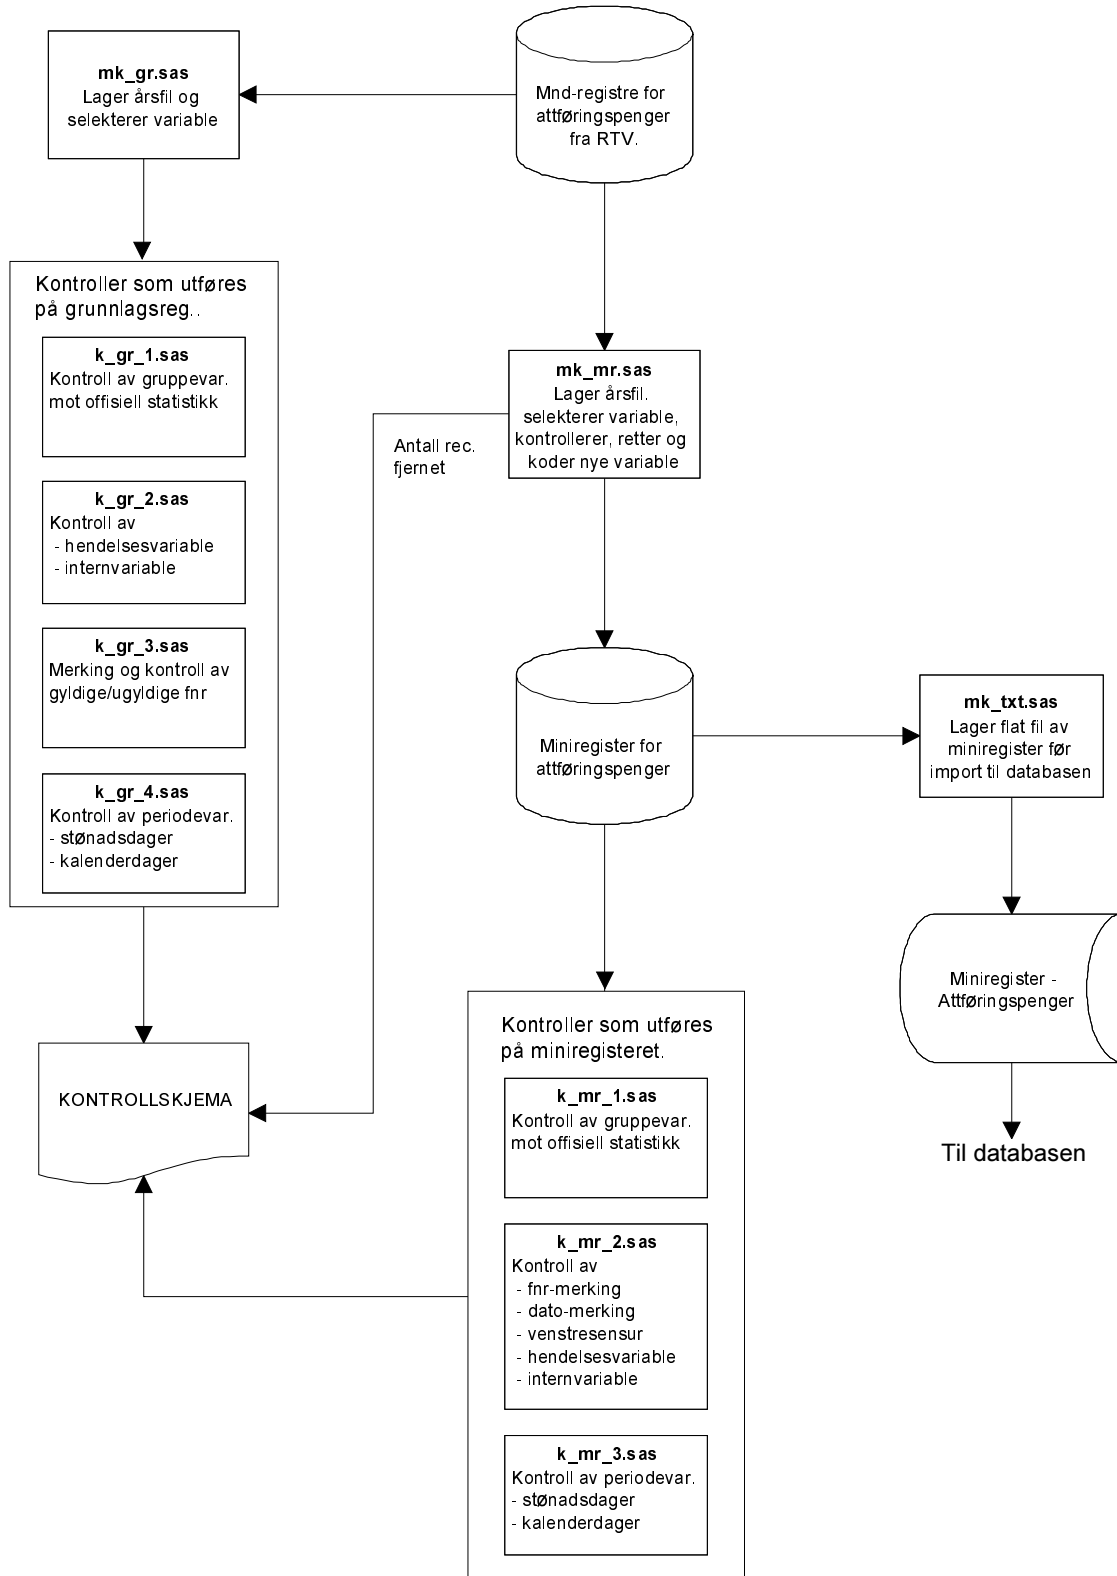 mk_gr.sas
Lager årsfil og
selekterer variable
Mnd-registre for
attføringspenger
fra RTV.
Kontroller som utføres
på grunnlagsreg..
k_gr_1.sas
Kontroll av gruppevar.
mot offisiell statistikk
k_gr_2.sas
Kontroll av
- hendelsesvariable
- internvariable
k_gr_3.sas
Merking og kontroll av
gyldige/ugyldige fnr
k_gr_4.sas
Kontroll av periodevar.
- stønadsdager
- kalenderdager
mk_mr.sas
Lager årsfil.
selekterer variable,
kontrollerer, retter og
koder nye variable
Antall rec.
fjernet
Miniregister for
attføringspenger
mk_txt.sas
Lager flat fil av
miniregister før
import til databasen
Miniregister -
Attføringspenger
Til databasen
KONTROLLSKJEMA
Kontroller som utføres
på miniregisteret.
k_mr_1.sas
Kontroll av gruppevar.
mot offisiell statistikk
k_mr_2.sas
Kontroll av
- fnr-merking
- dato-merking
- venstresensur
- hendelsesvariable
- internvariable
k_mr_3.sas
Kontroll av periodevar.
- stønadsdager
- kalenderdager